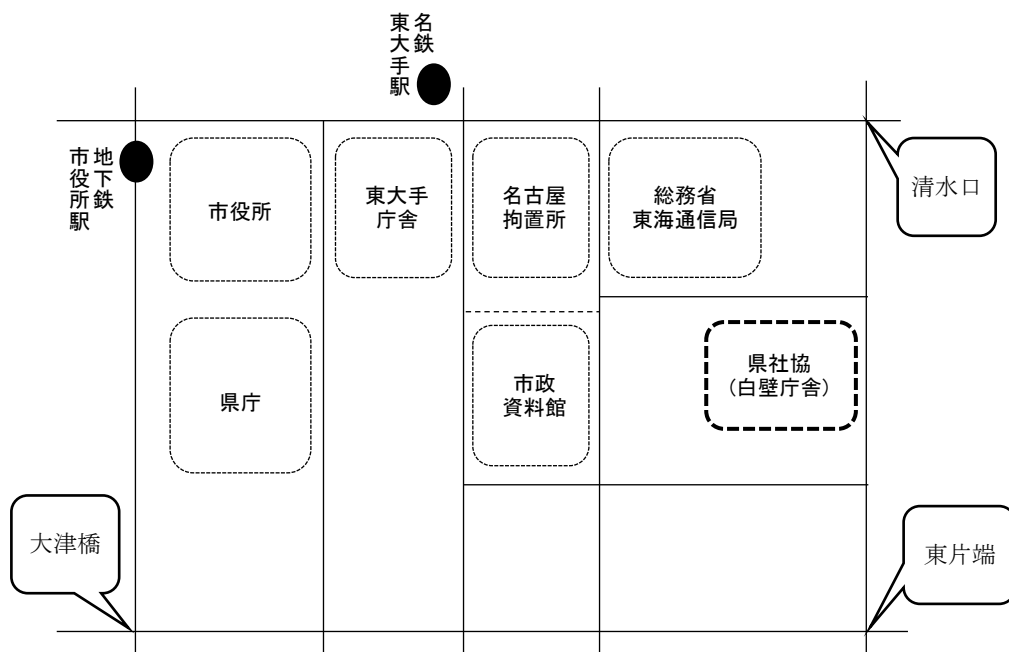 名鉄
東大手駅
地下鉄
市役所駅
市役所
東大手
庁舎
名古屋
拘置所
総務省
東海通信局
清水口
県庁
市政
資料館
県社協
（白壁庁舎）
大津橋
東片端